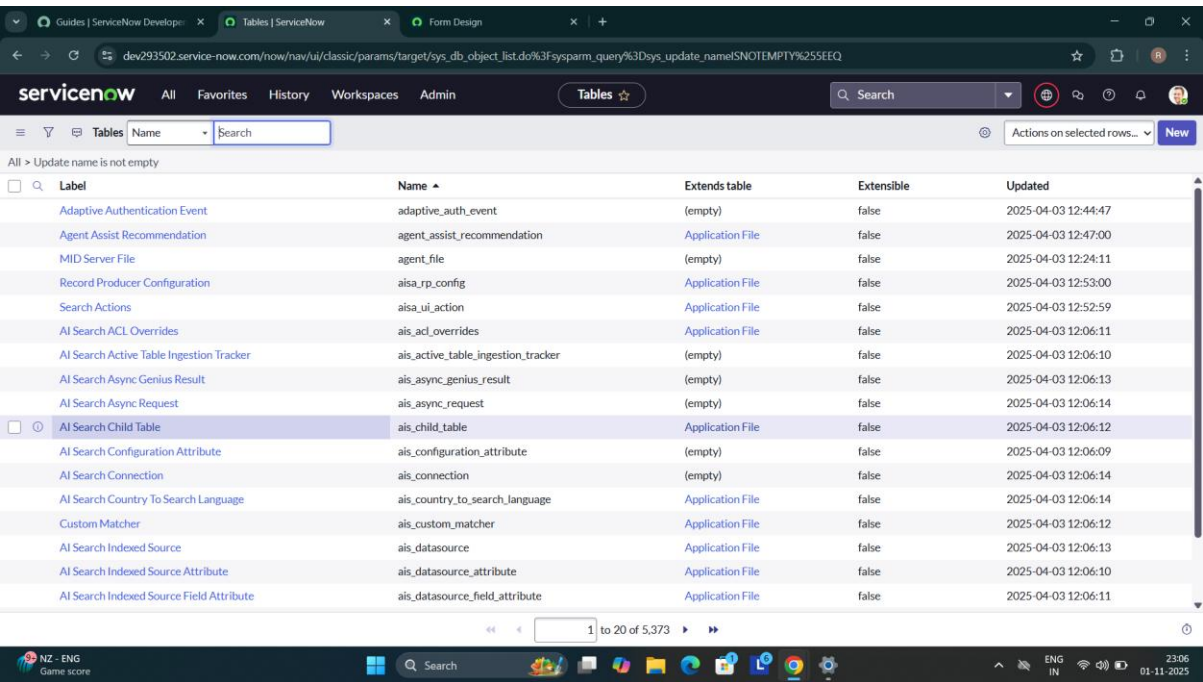 Guides | ServiceNow Developer
Tables | ServiceNow
Form Design
dev293502.service-now.com/now/nav/ui/classic/params/target/sys_db_object_list.do%3Fsysparm_query%3Dsys_update_nameISNOTEMPTY%255EEQ
R
servicenow All Favorites History Workspaces Admin Tables Search
Tables Name Search Actions on selected rows... New
All > Update name is not empty
Label Name Extends table Extensible Updated
Adaptive Authentication Event adaptive_auth_event (empty) false 2025-04-03 12:44:47
Agent Assist Recommendation agent_assist_recommendation Application File false 2025-04-03 12:47:00
MID Server File agent_file (empty) false 2025-04-03 12:24:11
Record Producer Configuration aisa_rp_config Application File false 2025-04-03 12:53:00
Search Actions aisa_ui_action Application File false 2025-04-03 12:52:59
AI Search ACL Overrides ais_acl_overrides Application File false 2025-04-03 12:06:11
AI Search Active Table Ingestion Tracker ais_active_table_ingestion_tracker (empty) false 2025-04-03 12:06:10
AI Search Async Genius Result ais_async_genius_result (empty) false 2025-04-03 12:06:13
AI Search Async Request ais_async_request (empty) false 2025-04-03 12:06:14
AI Search Child Table ais_child_table Application File false 2025-04-03 12:06:12
AI Search Configuration Attribute ais_configuration_attribute (empty) false 2025-04-03 12:06:09
AI Search Connection ais_connection (empty) false 2025-04-03 12:06:14
AI Search Country To Search Language ais_country_to_search_language Application File false 2025-04-03 12:06:14
Custom Matcher ais_custom_matcher Application File false 2025-04-03 12:06:12
AI Search Indexed Source ais_datasource Application File false 2025-04-03 12:06:13
AI Search Indexed Source Attribute ais_datasource_attribute Application File false 2025-04-03 12:06:10
AI Search Indexed Source Field Attribute ais_datasource_field_attribute Application File false 2025-04-03 12:06:11
1 to 20 of 5,373
9+ NZ - ENG
Game score
Search
ENG
IN
23:06
01-11-2025